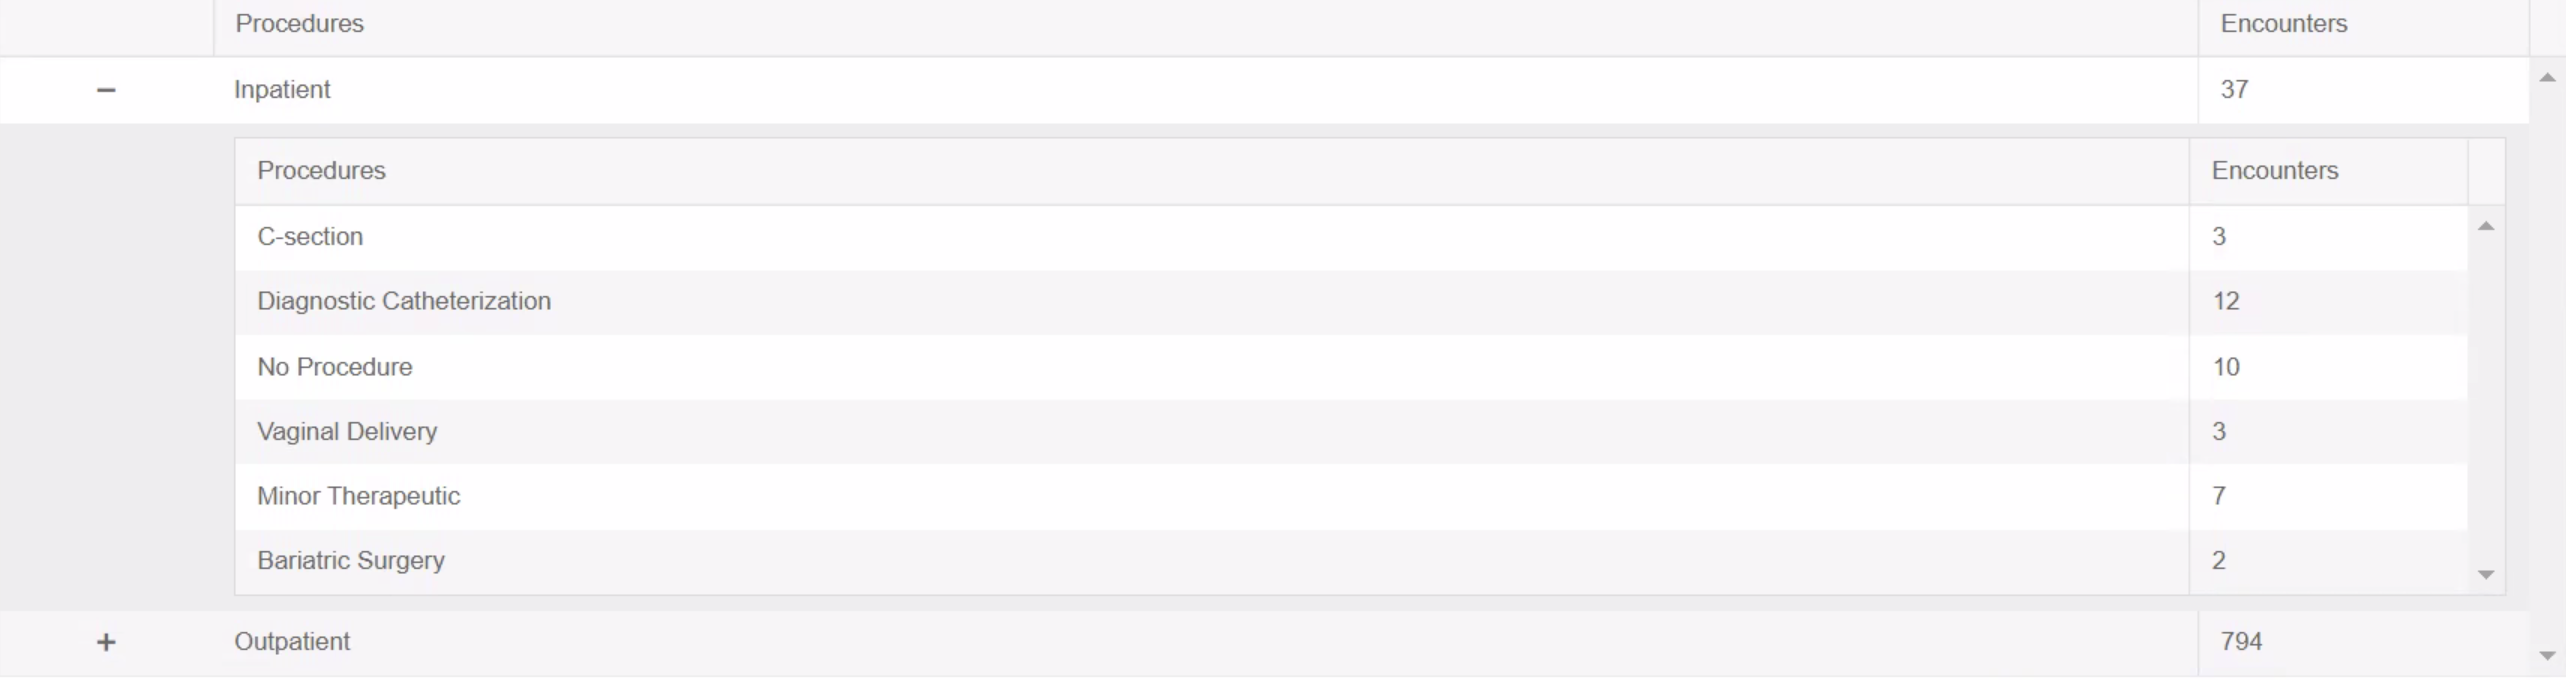 Procedures Encounters
− Inpatient 37
Procedures Encounters
C-section 3
Diagnostic Catheterization 12
No Procedure 10
Vaginal Delivery 3
Minor Therapeutic 7
Bariatric Surgery 2
+ Outpatient 794